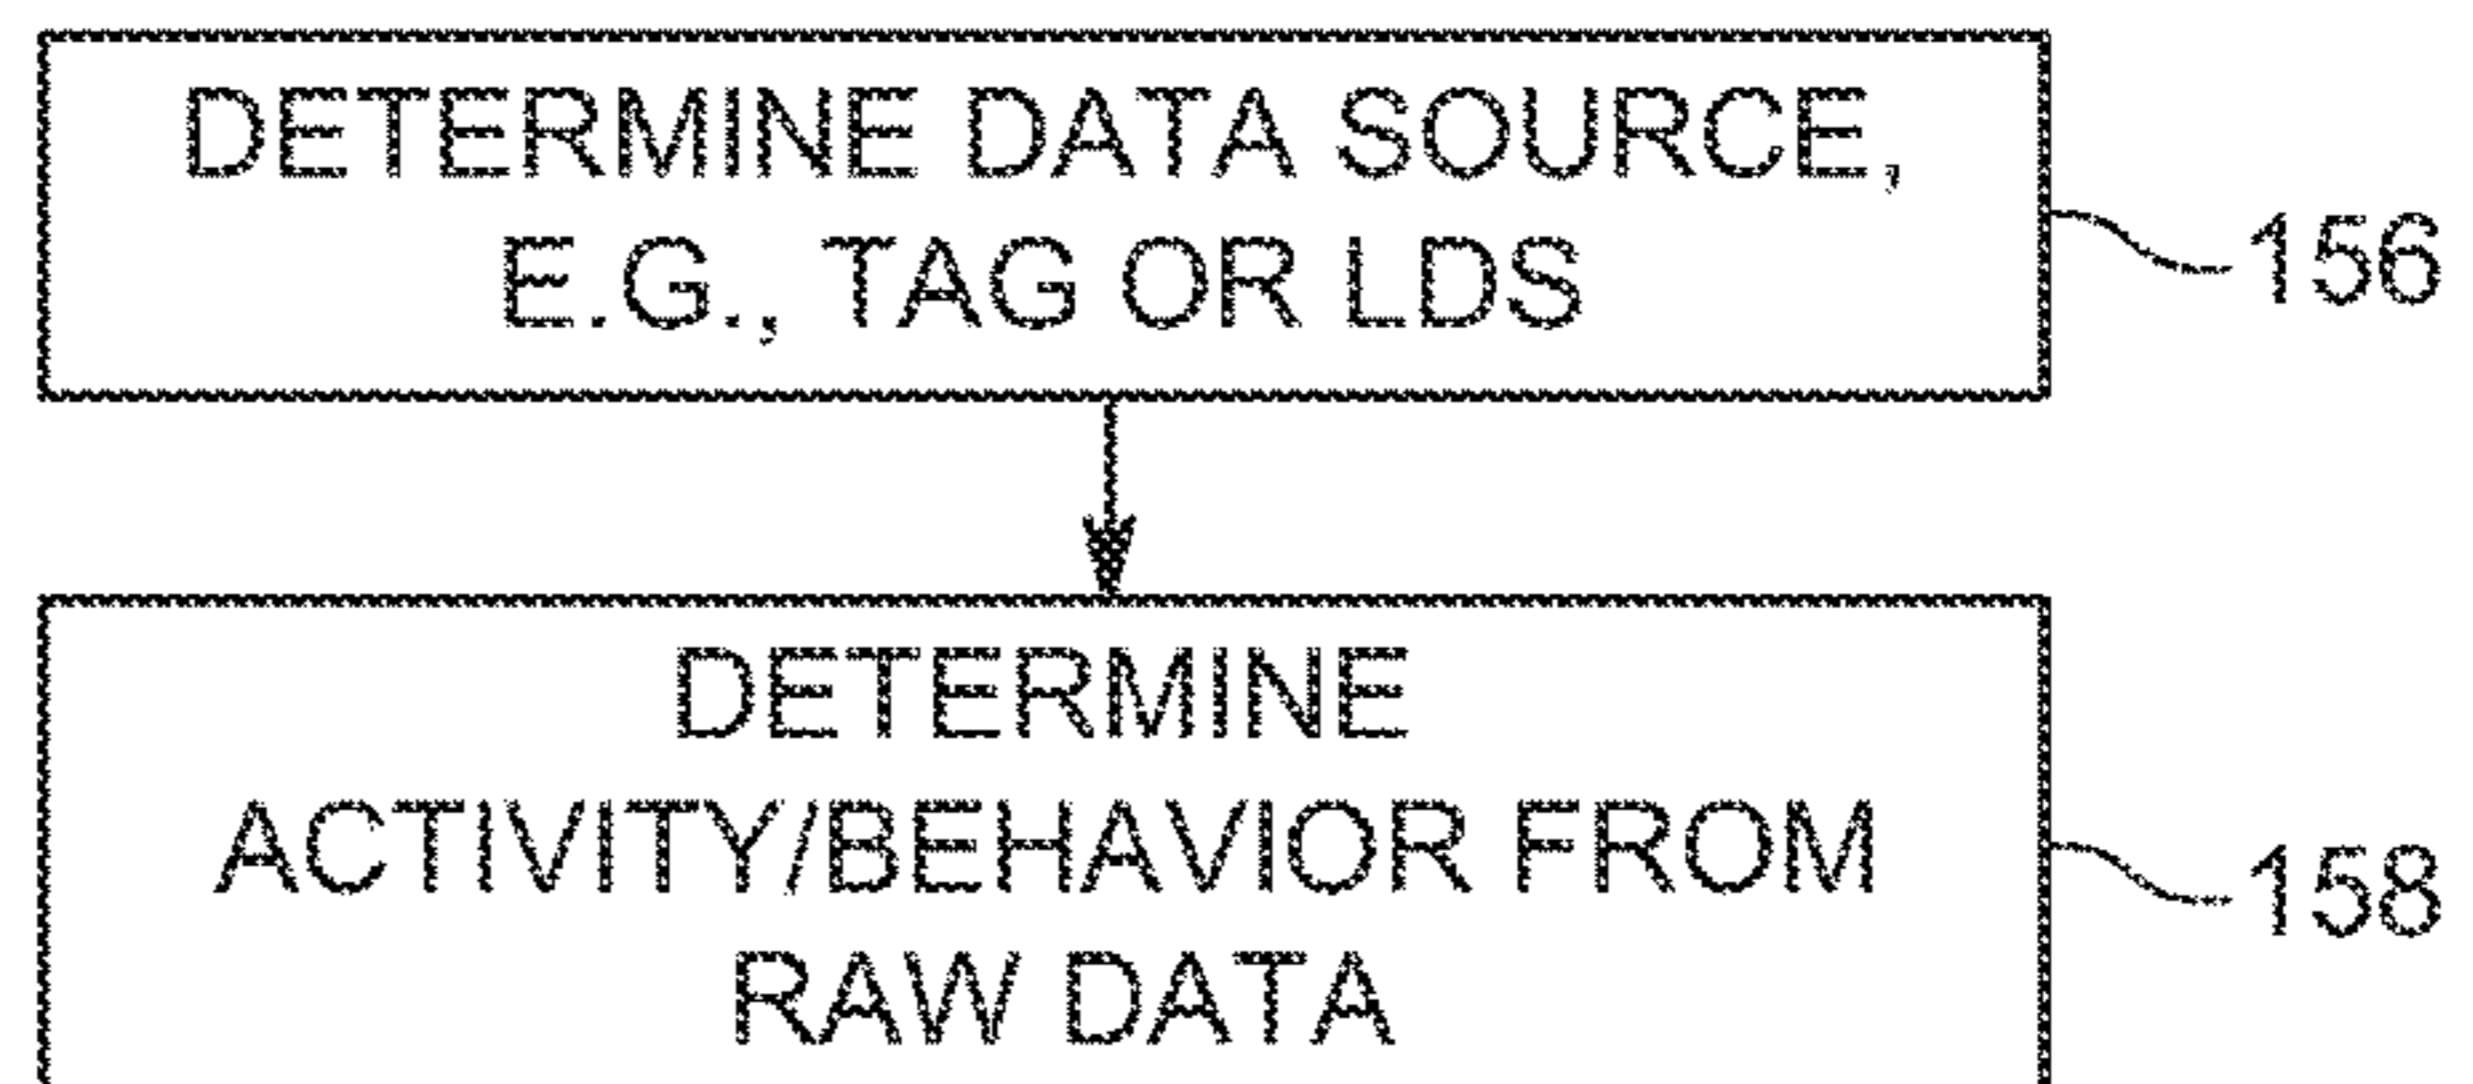 DETERMINE DATA SOURCE,
E.G., TAG OR LDS
156
DETERMINE
ACTIVITY/BEHAVIOR FROM
RAW DATA
158